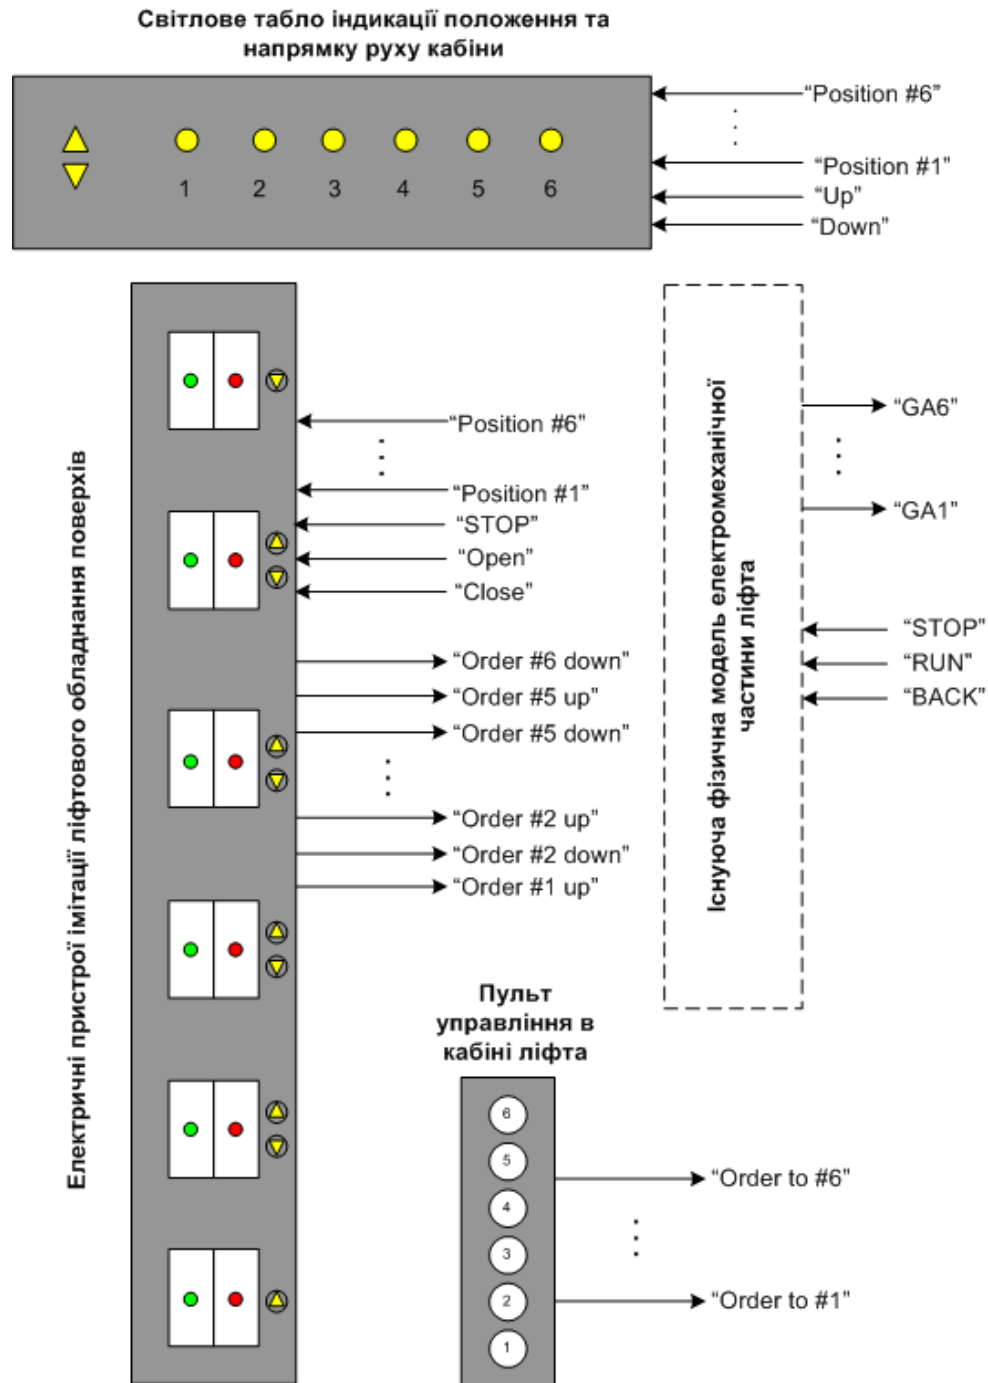 Світлове табло індикації положення та
напрямку руху кабіни
1 2 3 4 5 6
“Position #6”
“Position #1”
“Up”
“Down”
Електричні пристрої імітації ліфтового обладнання поверхів
“Position #6”
“Position #1”
“STOP”
“Open”
“Close”
“Order #6 down”
“Order #5 up”
“Order #5 down”
“Order #2 up”
“Order #2 down”
“Order #1 up”
Існуюча фізична модель електромеханічної
частини ліфта
“GA6”
“GA1”
“STOP”
“RUN”
“BACK”
Пульт
управління в
кабіні ліфта
6
5
4
3
2
1
“Order to #6”
“Order to #1”